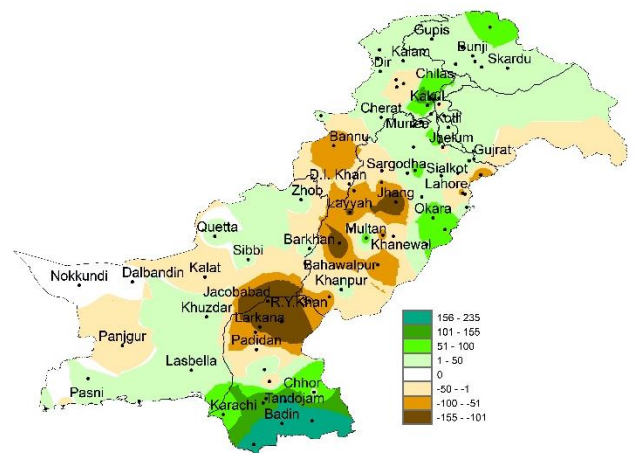 Gupis
Bunji
Kalam
Dir
Skardu
Chilas
Kakul
Cherat
Murree
Kotli
Jhelum
Bannu
Gujrat
Sargodha
Sialkot
D.I. Khan
Lahore
Zhob
Jhang
Layyah
Okara
Quetta
Multan
Barkhan
Khanewal
Sibbi
Bahawalpur
Nokkundi
Dalbandin
Kalat
Khanpur
Jacobabad
R.Y.Khan
Khuzdar
Larkana
Panjgur
Padidan
Lasbella
Pasni
Chhor
Tandojam
Karachi
Badin
156 - 235
101 - 155
51 - 100
1 - 50
0
-50 - -1
-100 - -51
-155 - -101